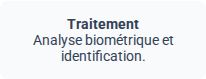 Traitement
Analyse biométrique et
identification.